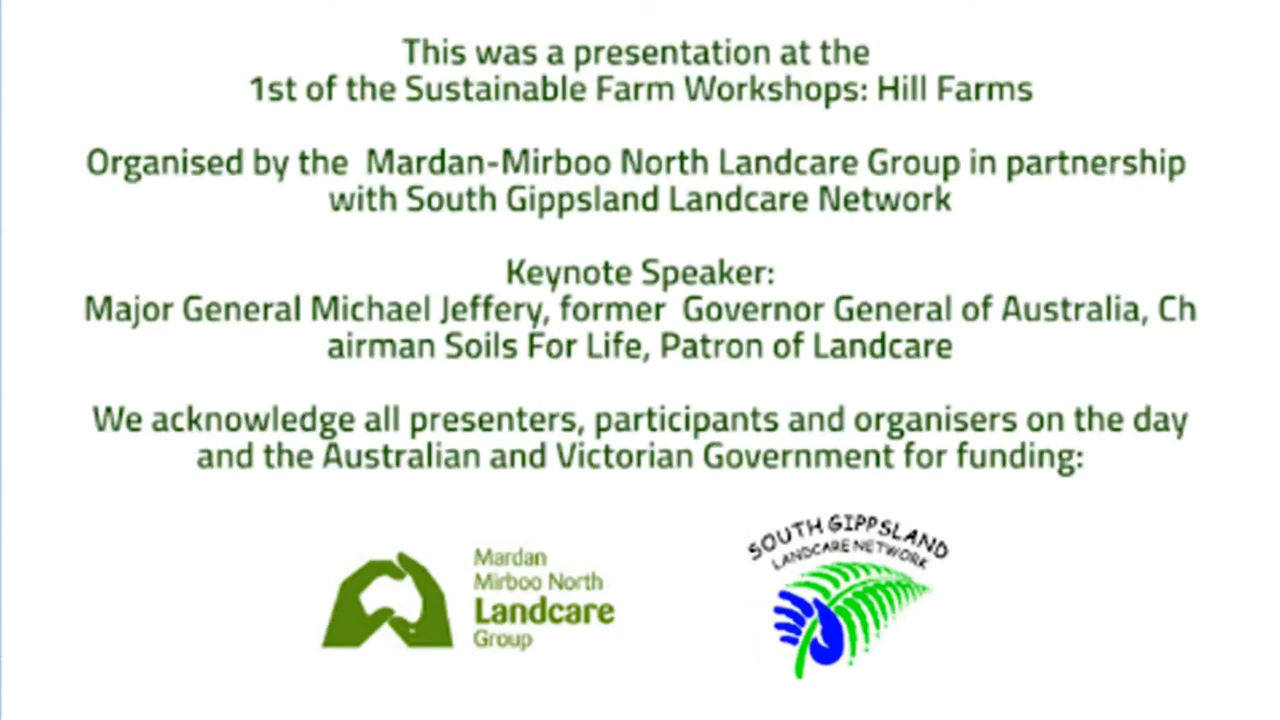 This was a presentation at the
1st of the Sustainable Farm Workshops: Hill Farms
Organised by the  Mardan-Mirboo North Landcare Group in partnership
with South Gippsland Landcare Network
Keynote Speaker:
Major General Michael Jeffery, former  Governor General of Australia, Ch
airman Soils For Life, Patron of Landcare
We acknowledge all presenters, participants and organisers on the day
and the Australian and Victorian Government for funding:
Mardan
Mirboo North
Landcare
Group
SOUTH GIPPSLAND
LANDCARE NETWORK